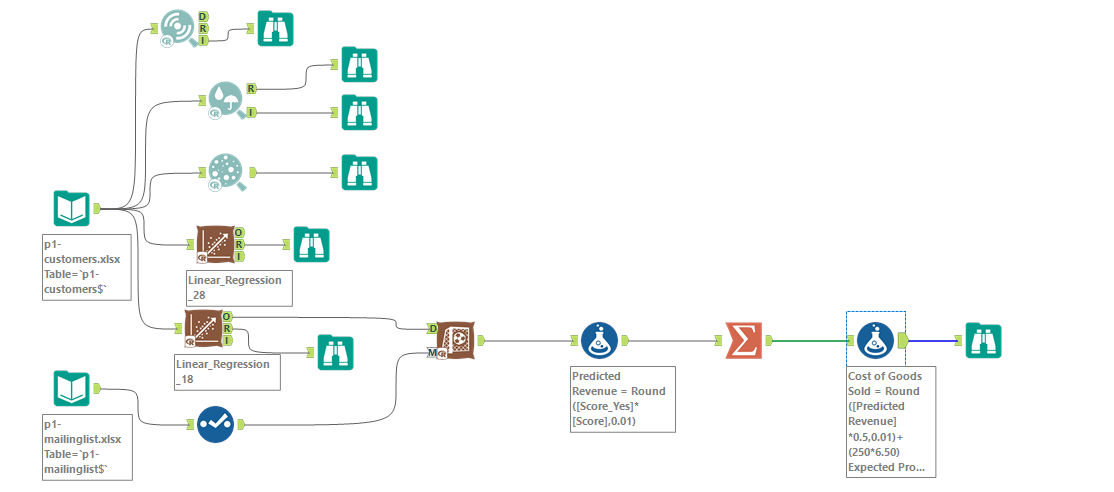 D
R
I
R
I
p1-
customers.xlsx
Table=`p1-
customers$`
O
R
I
Linear_Regression
_28
O
R
I
Linear_Regression
_18
D
M
p1-
mailinglist.xlsx
Table=`p1-
mailinglist$`
Predicted
Revenue = Round
([Score_Yes]*
[Score],0.01)
Cost of Goods
Sold = Round
([Predicted
Revenue]
*0.5,0.01)+
(250*6.50)
Expected Pro...